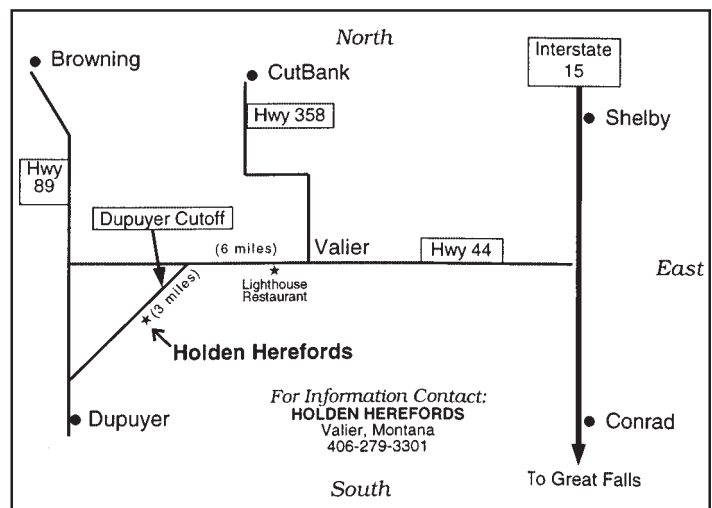 North
Browning
CutBank
Interstate
15
Hwy 358
Shelby
Hwy
89
Dupuyer Cutoff
(6 miles)
Valier
Hwy 44
East
Lighthouse
Restaurant
(3 miles)
Holden Herefords
For Information Contact:
HOLDEN HEREFORDS
Valier, Montana
406-279-3301
Dupuyer
Conrad
To Great Falls
South